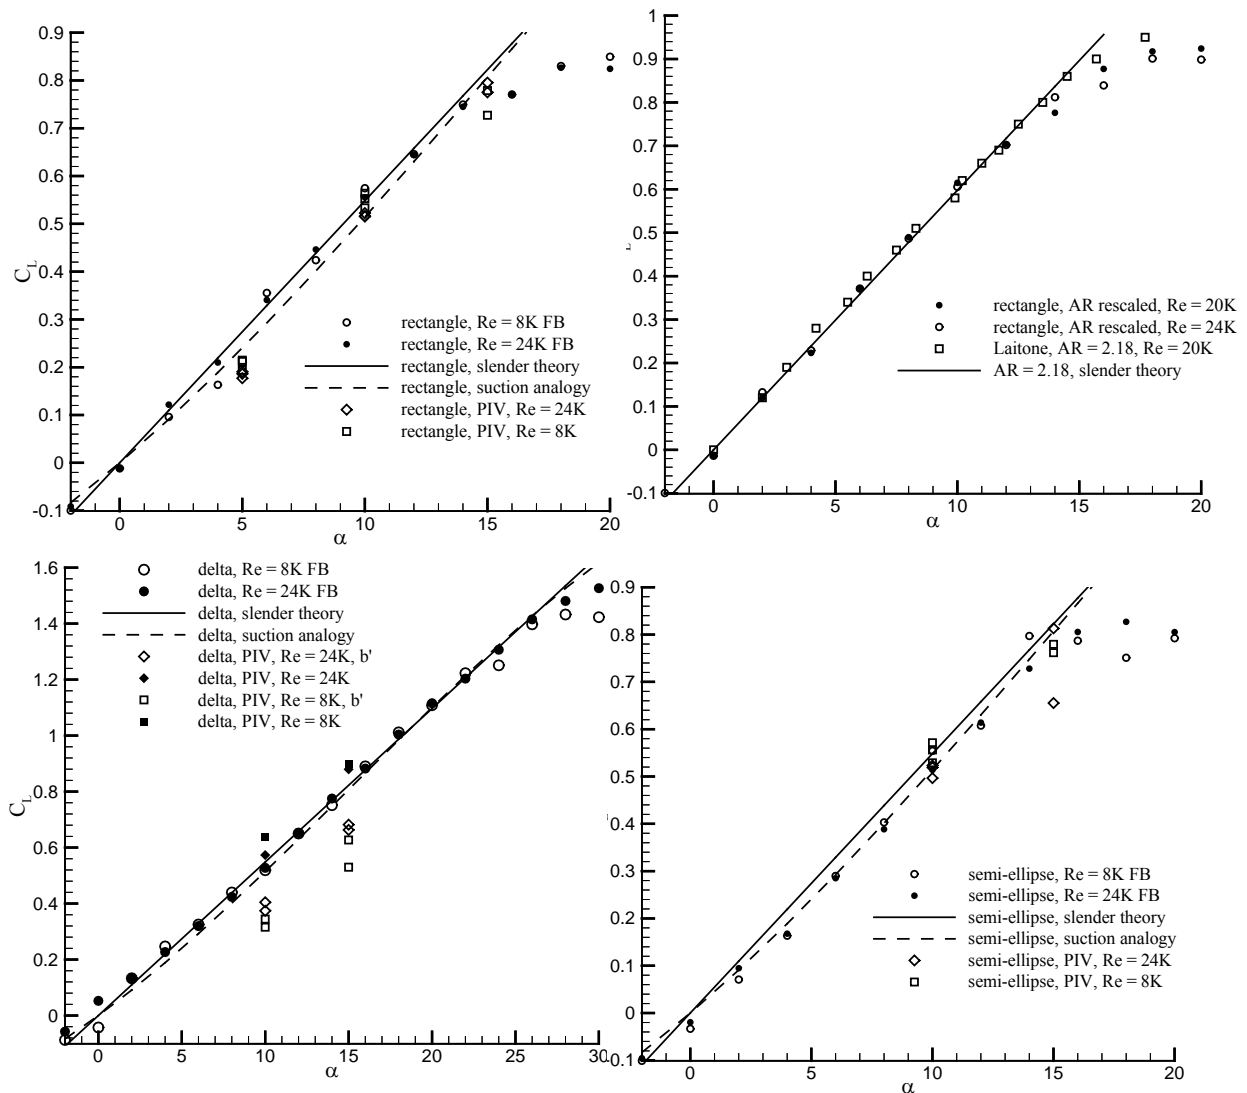 0.9
0.8
0.7
0.6
0.5
0.4
0.3
0.2
0.1
0
-0.1
C_L
rectangle, Re = 8K FB
rectangle, Re = 24K FB
rectangle, slender theory
rectangle, suction analogy
rectangle, PIV, Re = 24K
rectangle, PIV, Re = 8K
0 5 10 15 20
α
1
0.9
0.8
0.7
0.6
0.5
0.4
0.3
0.2
0.1
0
-0.1
rectangle, AR rescaled, Re = 20K
rectangle, AR rescaled, Re = 24K
Laitone, AR = 2.18, Re = 20K
AR = 2.18, slender theory
0 5 10 15 20
α
delta, Re = 8K FB
delta, Re = 24K FB
delta, slender theory
delta, suction analogy
delta, PIV, Re = 24K, b'
delta, PIV, Re = 24K
delta, PIV, Re = 8K, b'
delta, PIV, Re = 8K
1.6
1.4
1.2
1
0.8
0.6
0.4
0.2
0
C_L
0 5 10 15 20 25 30
α
0.9
0.8
0.7
0.6
0.5
0.4
0.3
0.2
0.1
0
0.1
semi-ellipse, Re = 8K FB
semi-ellipse, Re = 24K FB
semi-ellipse, slender theory
semi-ellipse, suction analogy
semi-ellipse, PIV, Re = 24K
semi-ellipse, PIV, Re = 8K
0 5 10 15 20
α